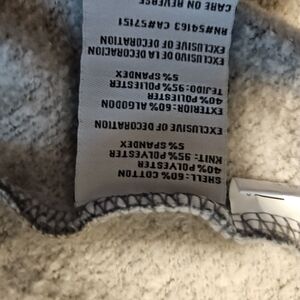 SHELL: 60% COTTON
40% POLYESTER
KNIT: 95% POLYESTER
5% SPANDEX
EXCLUSIVE OF DECORATION
EXTERIOR: 60% ALGODON
40% POLIESTER
TEJIDO: 95% POLIESTER
5% SPANDEX
EXCLUSIVE DE LA DECORACION
EXCLUSIVE OF DECORATION
RN#54163 CA#57151
CARE ON REVERSE